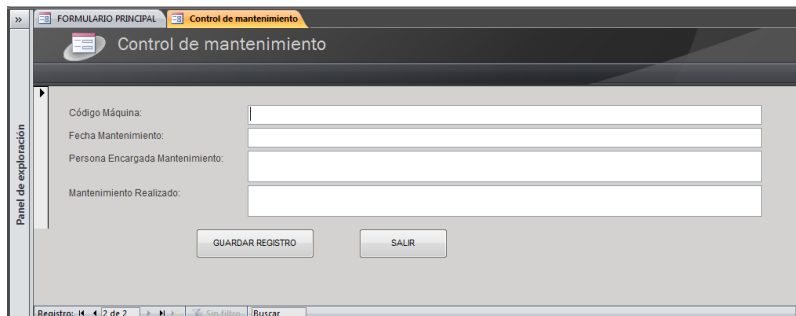 » FORMULARIO PRINCIPAL Control de mantenimiento
Control de mantenimiento
Panel de exploración
Código Máquina:
Fecha Mantenimiento:
Persona Encargada Mantenimiento:
Mantenimiento Realizado:
GUARDAR REGISTRO SALIR
Registro: 2 de 2 Sin filtro Buscar